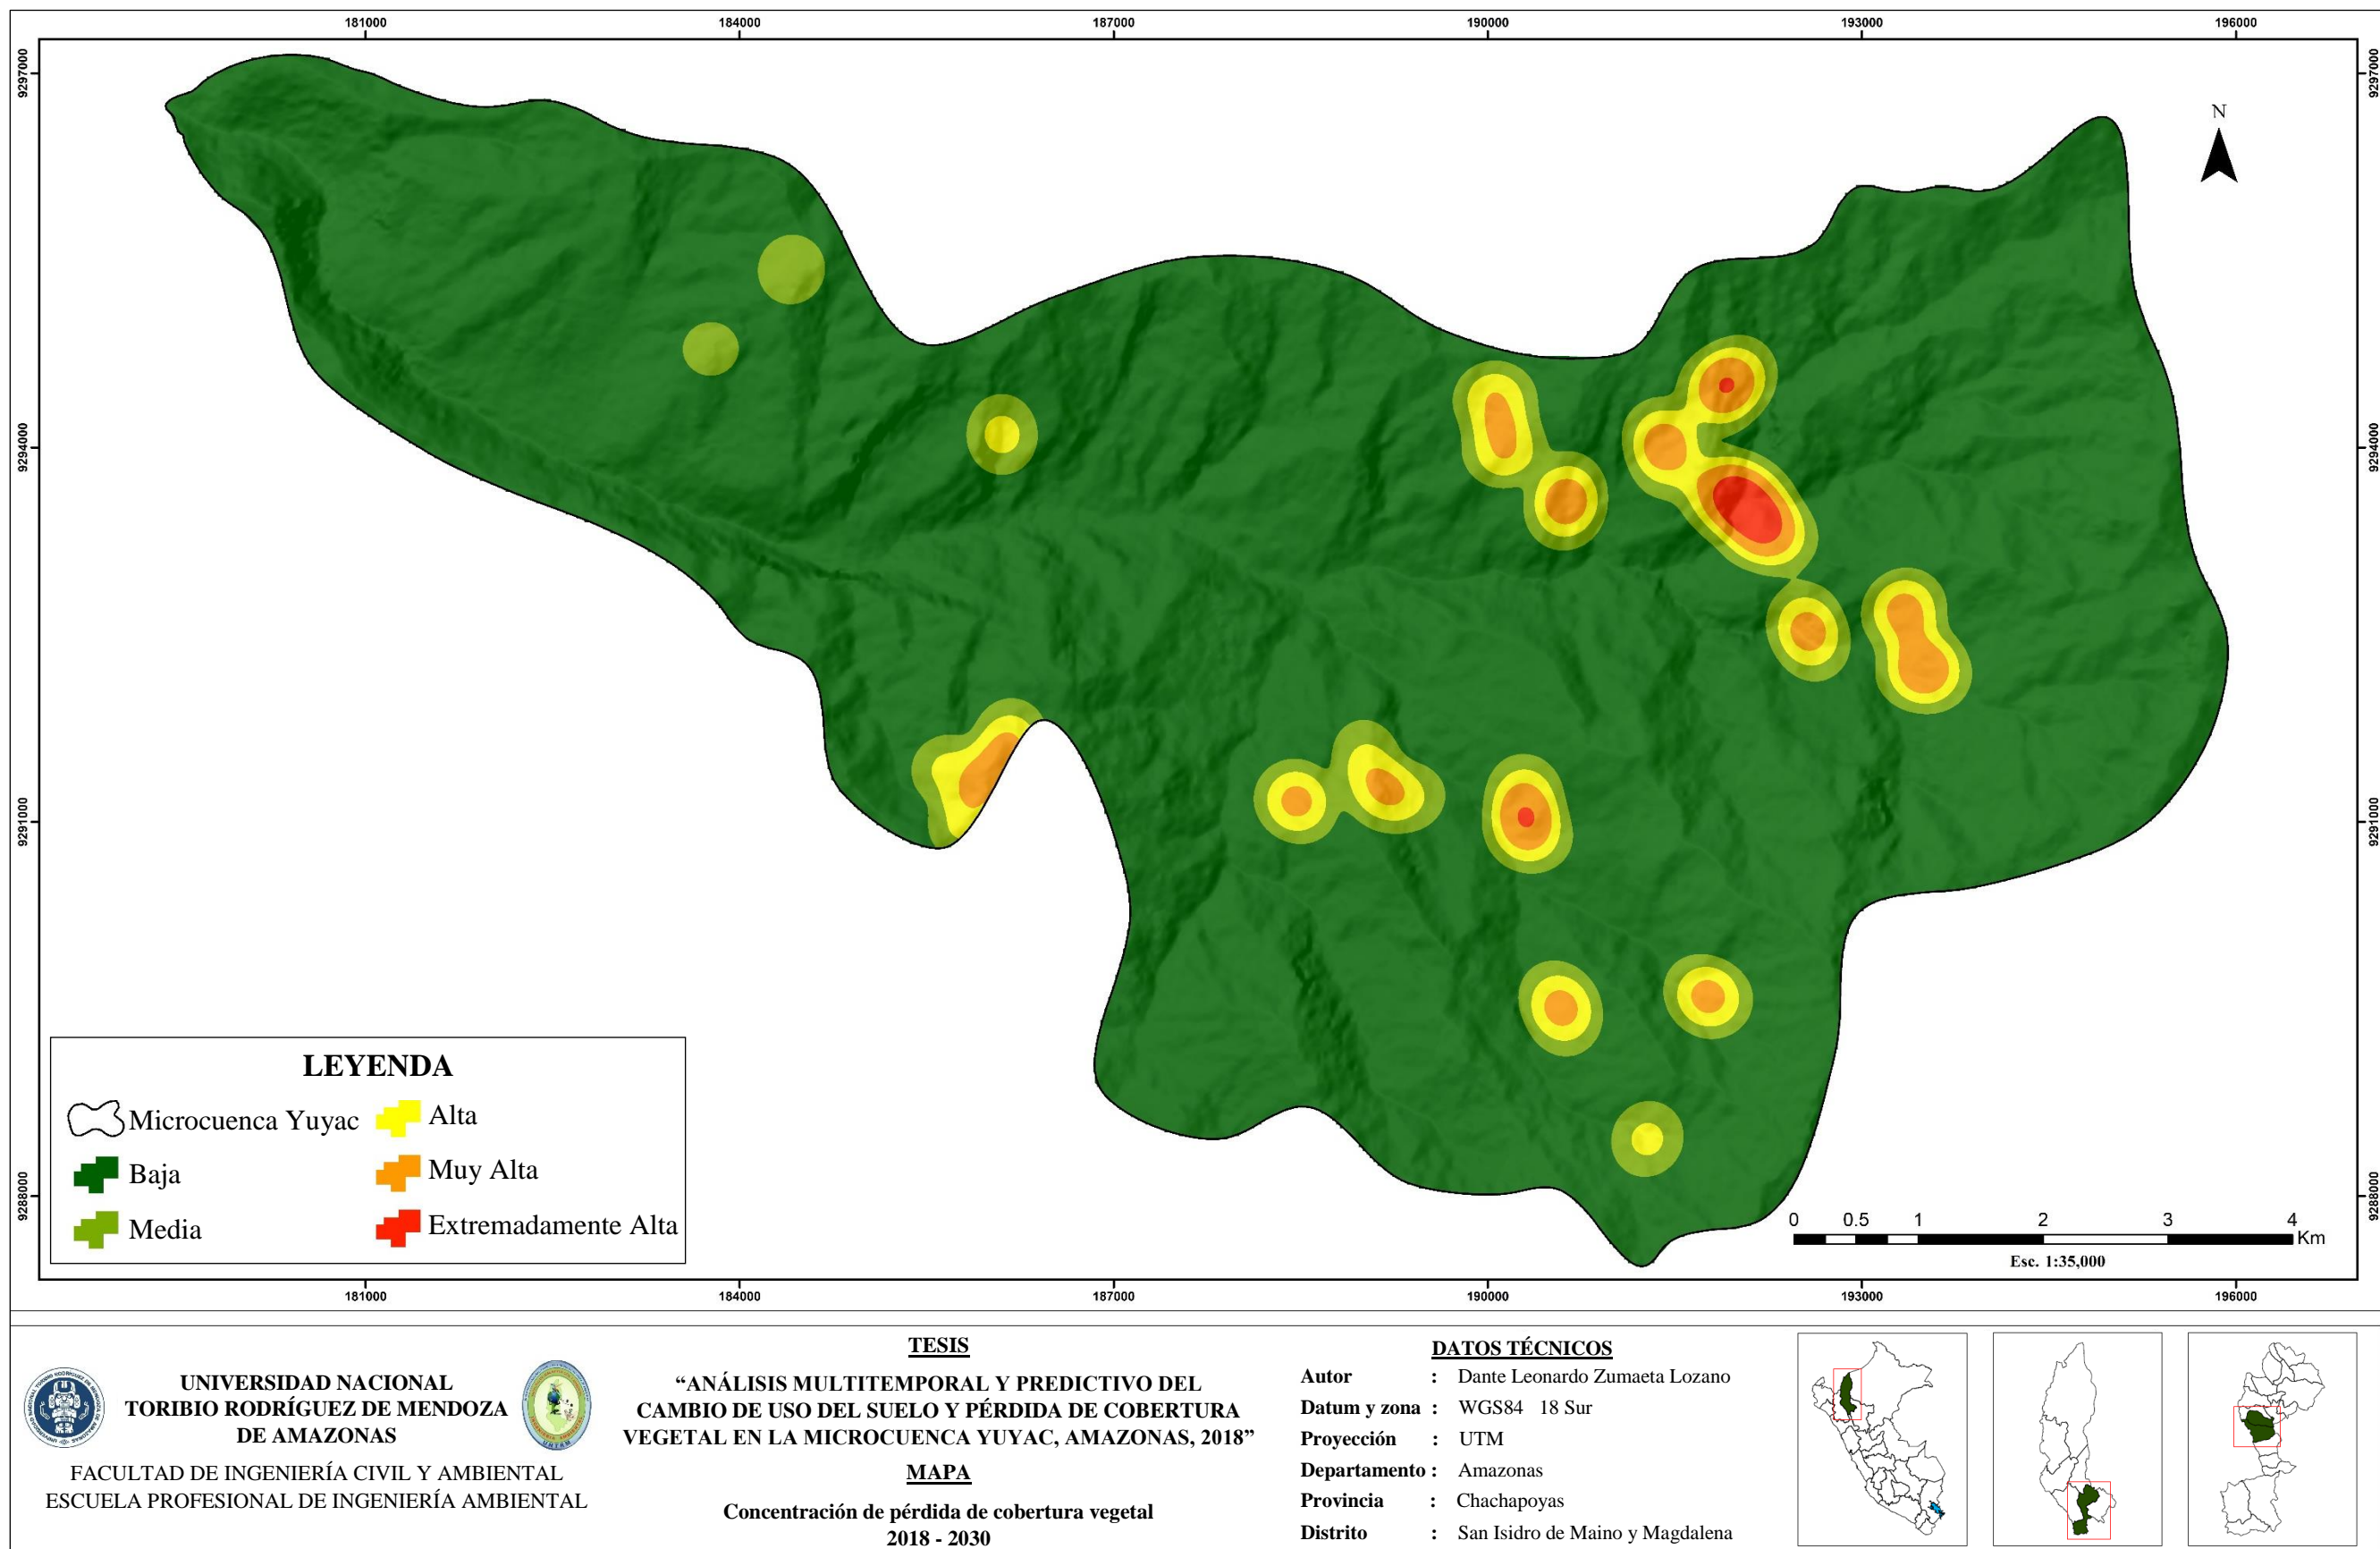 181000 184000 187000 190000 193000 196000
9297000 9297000
N
9294000 9294000
9291000 9291000
9288000 9288000
LEYENDA
Microcuenca Yuyac
Baja
Media
Alta
Muy Alta
Extremadamente Alta
0 0.5 1 2 3 4
Km
Esc. 1:35,000
181000 184000 187000 190000 193000 196000
UNIVERSIDAD NACIONAL
TORIBIO RODRÍGUEZ DE MENDOZA
DE AMAZONAS
FACULTAD DE INGENIERÍA CIVIL Y AMBIENTAL
ESCUELA PROFESIONAL DE INGENIERÍA AMBIENTAL
TESIS
“ANÁLISIS MULTITEMPORAL Y PREDICTIVO DEL
CAMBIO DE USO DEL SUELO Y PÉRDIDA DE COBERTURA
VEGETAL EN LA MICROCUENCA YUYAC, AMAZONAS, 2018”
MAPA
Concentración de pérdida de cobertura vegetal
2018 - 2030
DATOS TÉCNICOS
Autor : Dante Leonardo Zumaeta Lozano
Datum y zona : WGS84 18 Sur
Proyección : UTM
Departamento : Amazonas
Provincia : Chachapoyas
Distrito : San Isidro de Maino y Magdalena